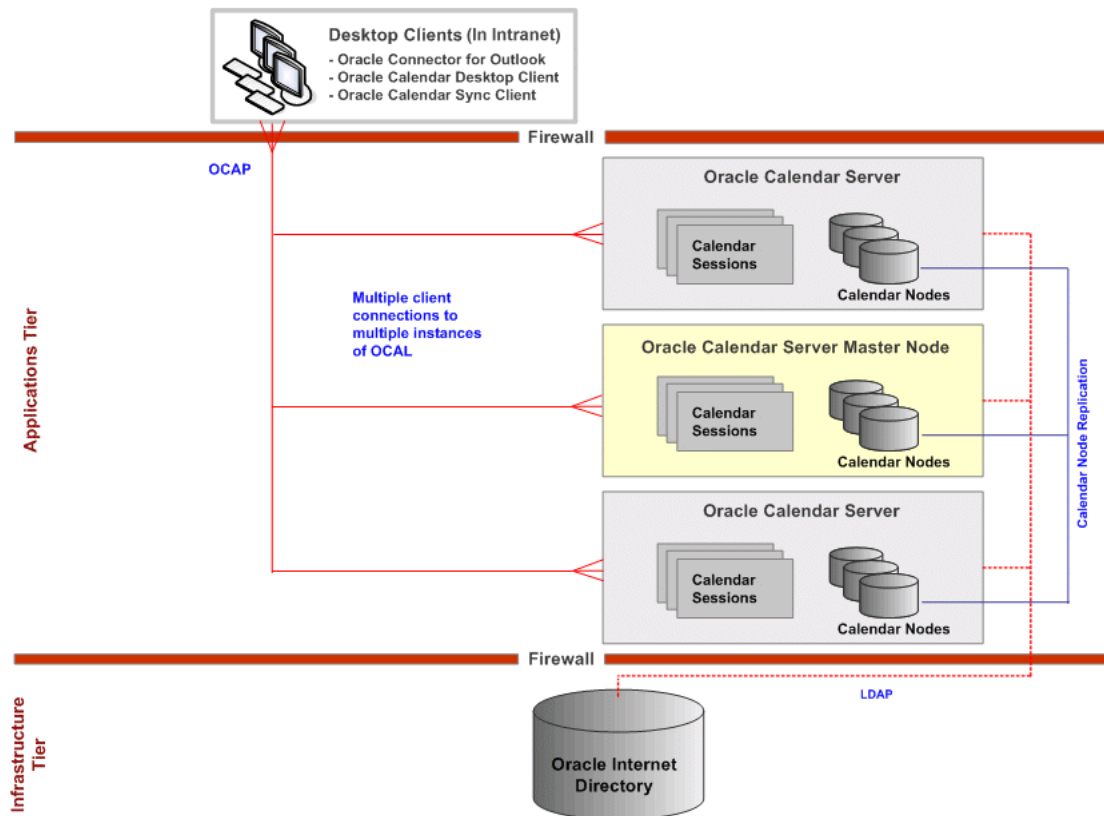 Desktop Clients (In Intranet)
- Oracle Connector for Outlook
- Oracle Calendar Desktop Client
- Oracle Calendar Sync Client
Firewall
OCAP
Applications Tier
Multiple client
connections to
multiple instances
of OCAL
Oracle Calendar Server
Calendar
Sessions
Calendar Nodes
Oracle Calendar Server Master Node
Calendar
Sessions
Calendar Nodes
Oracle Calendar Server
Calendar
Sessions
Calendar Nodes
Calendar Node Replication
Firewall
LDAP
Infrastructure
Tier
Oracle Internet
Directory